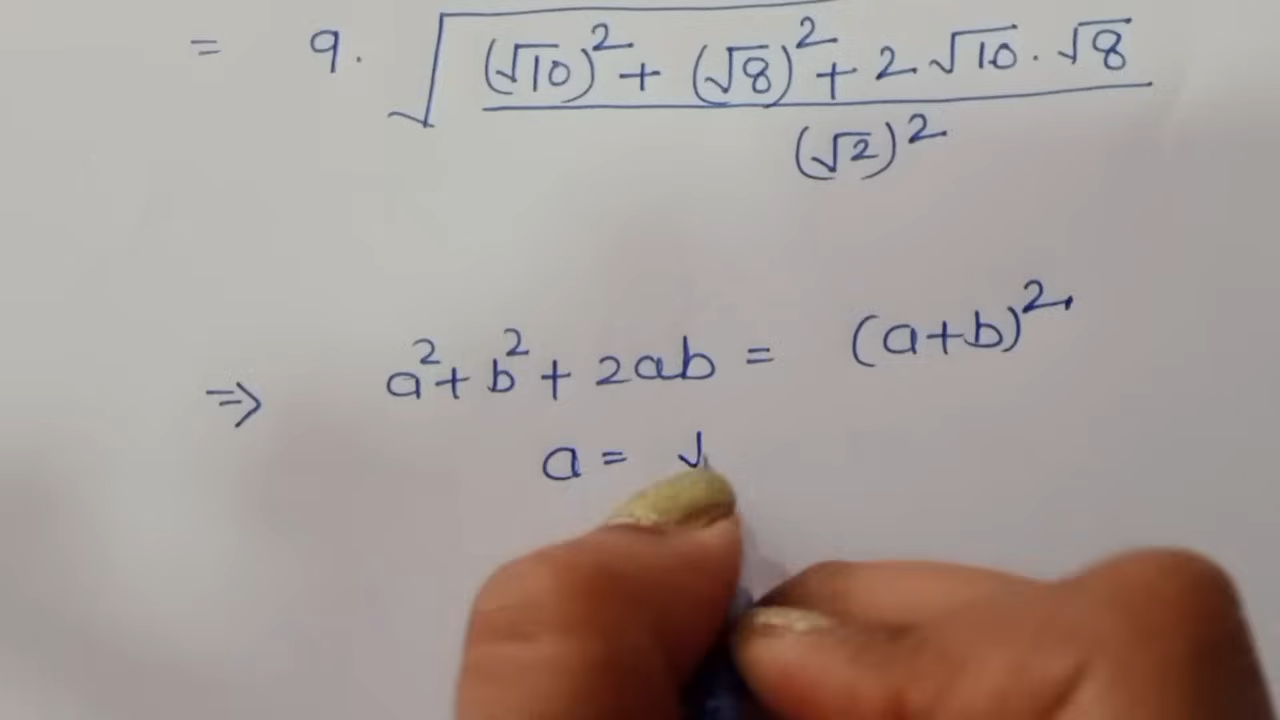 = 9. √(((√10)² + (√8)² + 2√10 . √8) / (√2)²)
⇒ a² + b² + 2ab = (a+b)²
a = √